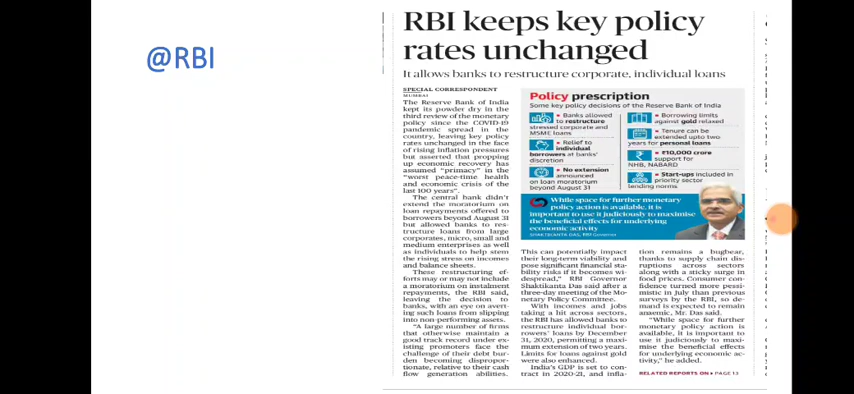 @RBI
RBI keeps key policy
rates unchanged
It allows banks to restructure corporate, individual loans
SPECIAL CORRESPONDENT
MUMBAI
The Reserve Bank of India
kept its powder dry in the
third review of the monetary
policy since the COVID-19
pandemic spread in the
country, leaving key policy
rates unchanged in the face
of rising inflation pressures
but asserted that propping
up economic recovery has
assumed "primacy" in the
"worst peace-time health
and economic crisis of the
last 100 years".
The central bank didn't
extend the moratorium on
loan repayments offered to
borrowers beyond August 31
but allowed banks to res-
tructure loans from large
corporates, micro, small and
medium enterprises as well
as individuals to help stem
the rising stress on incomes
and balance sheets.
These restructuring ef-
forts may or may not include
a moratorium on instalment
repayments, the RBI said,
leaving the decision to
banks, with an eye on avert-
ing such loans from slipping
into non-performing assets.
"A large number of firms
that otherwise maintain a
good track record under ex-
isting promoters face the
challenge of their debt bur-
den becoming dispropor-
tionate, relative to their cash
flow generation abilities.
Policy prescription
Some key policy decisions of the Reserve Bank of India
Banks allowed
to restructure
stressed corporate and
MSME loans
Relief to
individual
borrowers at banks'
discretion
No extension
announced
on loan moratorium
beyond August 31
Borrowing limits
against gold relaxed
Tenure can be
extended upto two
years for personal loans
₹10,000 crore
support for
NHB, NABARD
Start-ups included in
priority sector
lending norms
While space for further monetary
policy action is available, it is
important to use it judiciously to maximise
the beneficial effects for underlying
economic activity
SHAKTIKANTA DAS, RBI Governor
This can potentially impact
their long-term viability and
pose significant financial sta-
bility risks if it becomes wi-
despread," RBI Governor
Shaktikanta Das said after a
three-day meeting of the Mo-
netary Policy Committee.
With incomes and jobs
taking a hit across sectors,
the RBI has allowed banks to
restructure individual bor-
rowers' loans by December
31, 2020, permitting a maxi-
mum extension of two years.
Limits for loans against gold
were also enhanced.
India's GDP is set to con-
tract in 2020-21, and infla-
tion remains a bugbear,
thanks to supply chain dis-
ruptions across sectors
along with a sticky surge in
food prices. Consumer con-
fidence turned more pessi-
mistic in July than previous
surveys by the RBI, so de-
mand is expected to remain
anaemic, Mr. Das said.
"While space for further
monetary policy action is
available, it is important to
use it judiciously to maxi-
mise the beneficial effects
for underlying economic ac-
tivity," he added.
RELATED REPORTS ON PAGE 13